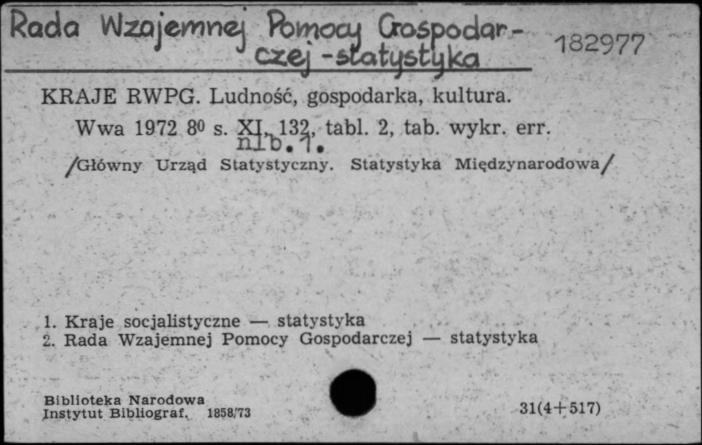 Rada Wzajemnej Pomocy Gospodar-
czej - statystyka
182977
KRAJE RWPG. Ludność, gospodarka, kultura.
Wwa 1972 8º s. XI, 132, tabl. 2, tab. wykr. err.
nlb. 1.
/Główny Urząd Statystyczny. Statystyka Międzynarodowa/
1. Kraje socjalistyczne — statystyka
2. Rada Wzajemnej Pomocy Gospodarczej — statystyka
Biblioteka Narodowa
Instytut Bibliograf. 1858/73
31(4+517)